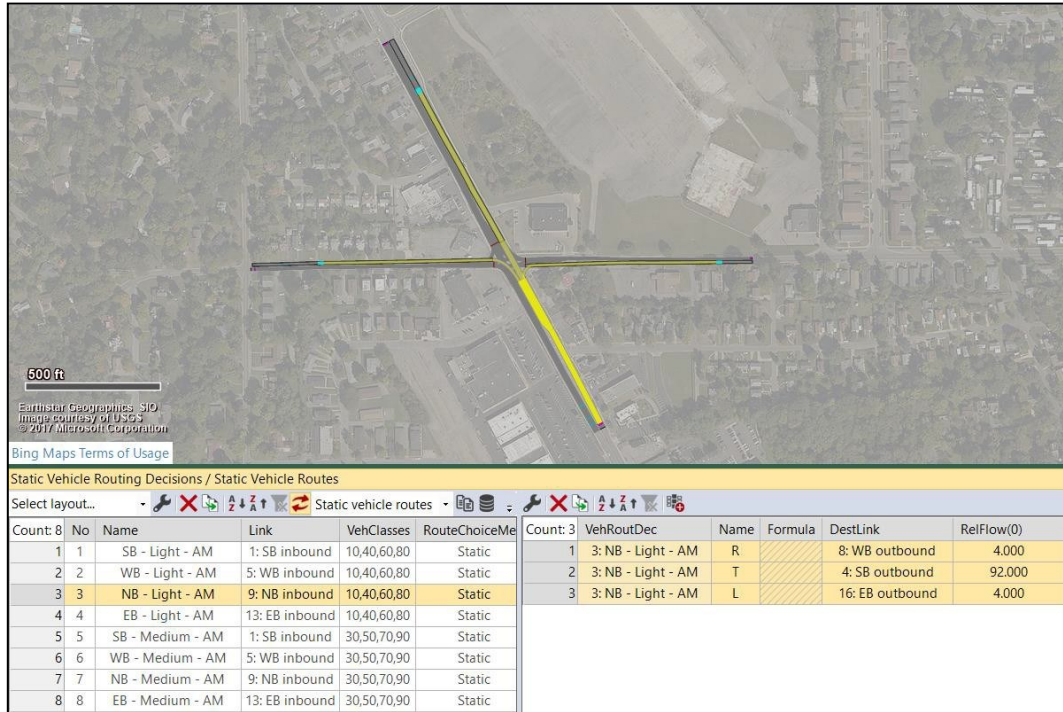 500 ft
Earthstar Geographics SIO
Image courtesy of USGS
© 2017 Microsoft Corporation
Bing Maps Terms of Usage
Static Vehicle Routing Decisions / Static Vehicle Routes
Select layout... Static vehicle routes
Count: 8 No Name Link VehClasses RouteChoiceMe
1 1 SB - Light - AM 1: SB inbound 10,40,60,80 Static
2 2 WB - Light - AM 5: WB inbound 10,40,60,80 Static
3 3 NB - Light - AM 9: NB inbound 10,40,60,80 Static
4 4 EB - Light - AM 13: EB inbound 10,40,60,80 Static
5 5 SB - Medium - AM 1: SB inbound 30,50,70,90 Static
6 6 WB - Medium - AM 5: WB inbound 30,50,70,90 Static
7 7 NB - Medium - AM 9: NB inbound 30,50,70,90 Static
8 8 EB - Medium - AM 13: EB inbound 30,50,70,90 Static
Count: 3 VehRoutDec Name Formula DestLink RelFlow(0)
1 3: NB - Light - AM R 8: WB outbound 4.000
2 3: NB - Light - AM T 4: SB outbound 92.000
3 3: NB - Light - AM L 16: EB outbound 4.000